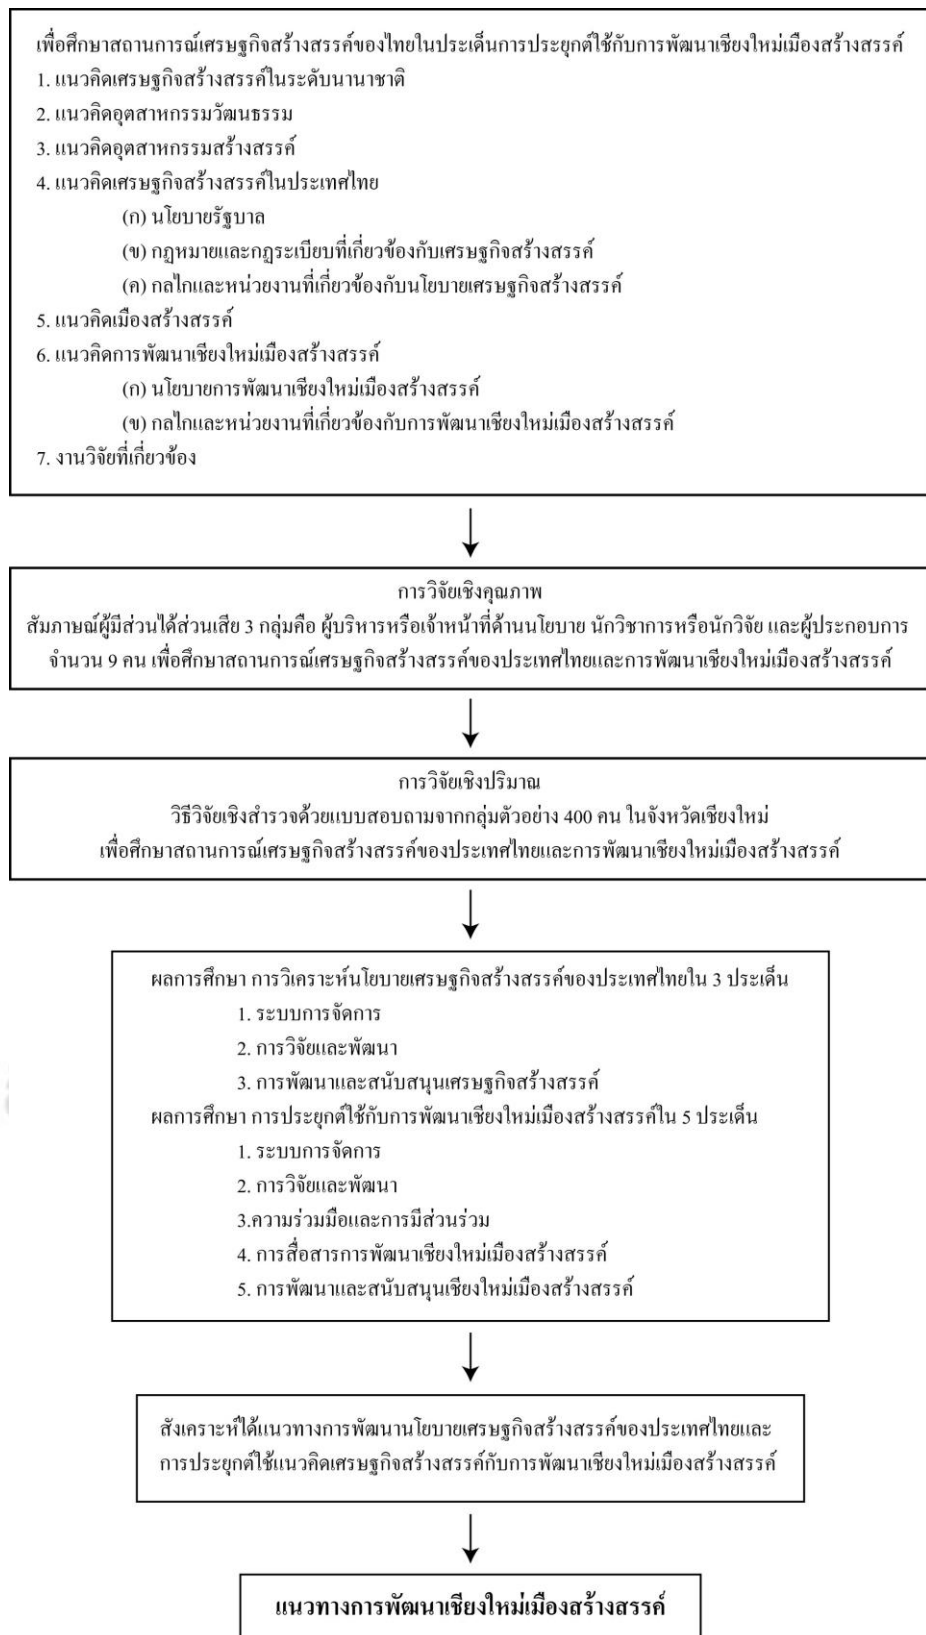 เพื่อศึกษาสถานการณ์เศรษฐกิจสร้างสรรค์ของไทยในประเด็นการประยุกต์ใช้กับการพัฒนาเชียงใหม่เมืองสร้างสรรค์
1. แนวคิดเศรษฐกิจสร้างสรรค์ในระดับนานาชาติ
2. แนวคิดอุตสาหกรรมวัฒนธรรม
3. แนวคิดอุตสาหกรรมสร้างสรรค์
4. แนวคิดเศรษฐกิจสร้างสรรค์ในประเทศไทย
(ก) นโยบายรัฐบาล
(ข) กฎหมายและกฎระเบียบที่เกี่ยวข้องกับเศรษฐกิจสร้างสรรค์
(ค) กลไกและหน่วยงานที่เกี่ยวข้องกับนโยบายเศรษฐกิจสร้างสรรค์
5. แนวคิดเมืองสร้างสรรค์
6. แนวคิดการพัฒนาเชียงใหม่เมืองสร้างสรรค์
(ก) นโยบายการพัฒนาเชียงใหม่เมืองสร้างสรรค์
(ข) กลไกและหน่วยงานที่เกี่ยวข้องกับการพัฒนาเชียงใหม่เมืองสร้างสรรค์
7. งานวิจัยที่เกี่ยวข้อง
การวิจัยเชิงคุณภาพ
สัมภาษณ์ผู้มีส่วนได้ส่วนเสีย 3 กลุ่มคือ ผู้บริหารหรือเจ้าหน้าที่ด้านนโยบาย นักวิชาการหรือนักวิจัย และผู้ประกอบการ
จำนวน 9 คน เพื่อศึกษาสถานการณ์เศรษฐกิจสร้างสรรค์ของประเทศไทยและการพัฒนาเชียงใหม่เมืองสร้างสรรค์
การวิจัยเชิงปริมาณ
วิธีวิจัยเชิงสำรวจด้วยแบบสอบถามจากกลุ่มตัวอย่าง 400 คน ในจังหวัดเชียงใหม่
เพื่อศึกษาสถานการณ์เศรษฐกิจสร้างสรรค์ของประเทศไทยและการพัฒนาเชียงใหม่เมืองสร้างสรรค์
ผลการศึกษา การวิเคราะห์นโยบายเศรษฐกิจสร้างสรรค์ของประเทศไทยใน 3 ประเด็น
1. ระบบการจัดการ
2. การวิจัยและพัฒนา
3. การพัฒนาและสนับสนุนเศรษฐกิจสร้างสรรค์
ผลการศึกษา การประยุกต์ใช้กับการพัฒนาเชียงใหม่เมืองสร้างสรรค์ใน 5 ประเด็น
1. ระบบการจัดการ
2. การวิจัยและพัฒนา
3.ความร่วมมือและการมีส่วนร่วม
4. การสื่อสารการพัฒนาเชียงใหม่เมืองสร้างสรรค์
5. การพัฒนาและสนับสนุนเชียงใหม่เมืองสร้างสรรค์
สังเคราะห์ได้แนวทางการพัฒนานโยบายเศรษฐกิจสร้างสรรค์ของประเทศไทยและ
การประยุกต์ใช้แนวคิดเศรษฐกิจสร้างสรรค์กับการพัฒนาเชียงใหม่เมืองสร้างสรรค์
แนวทางการพัฒนาเชียงใหม่เมืองสร้างสรรค์